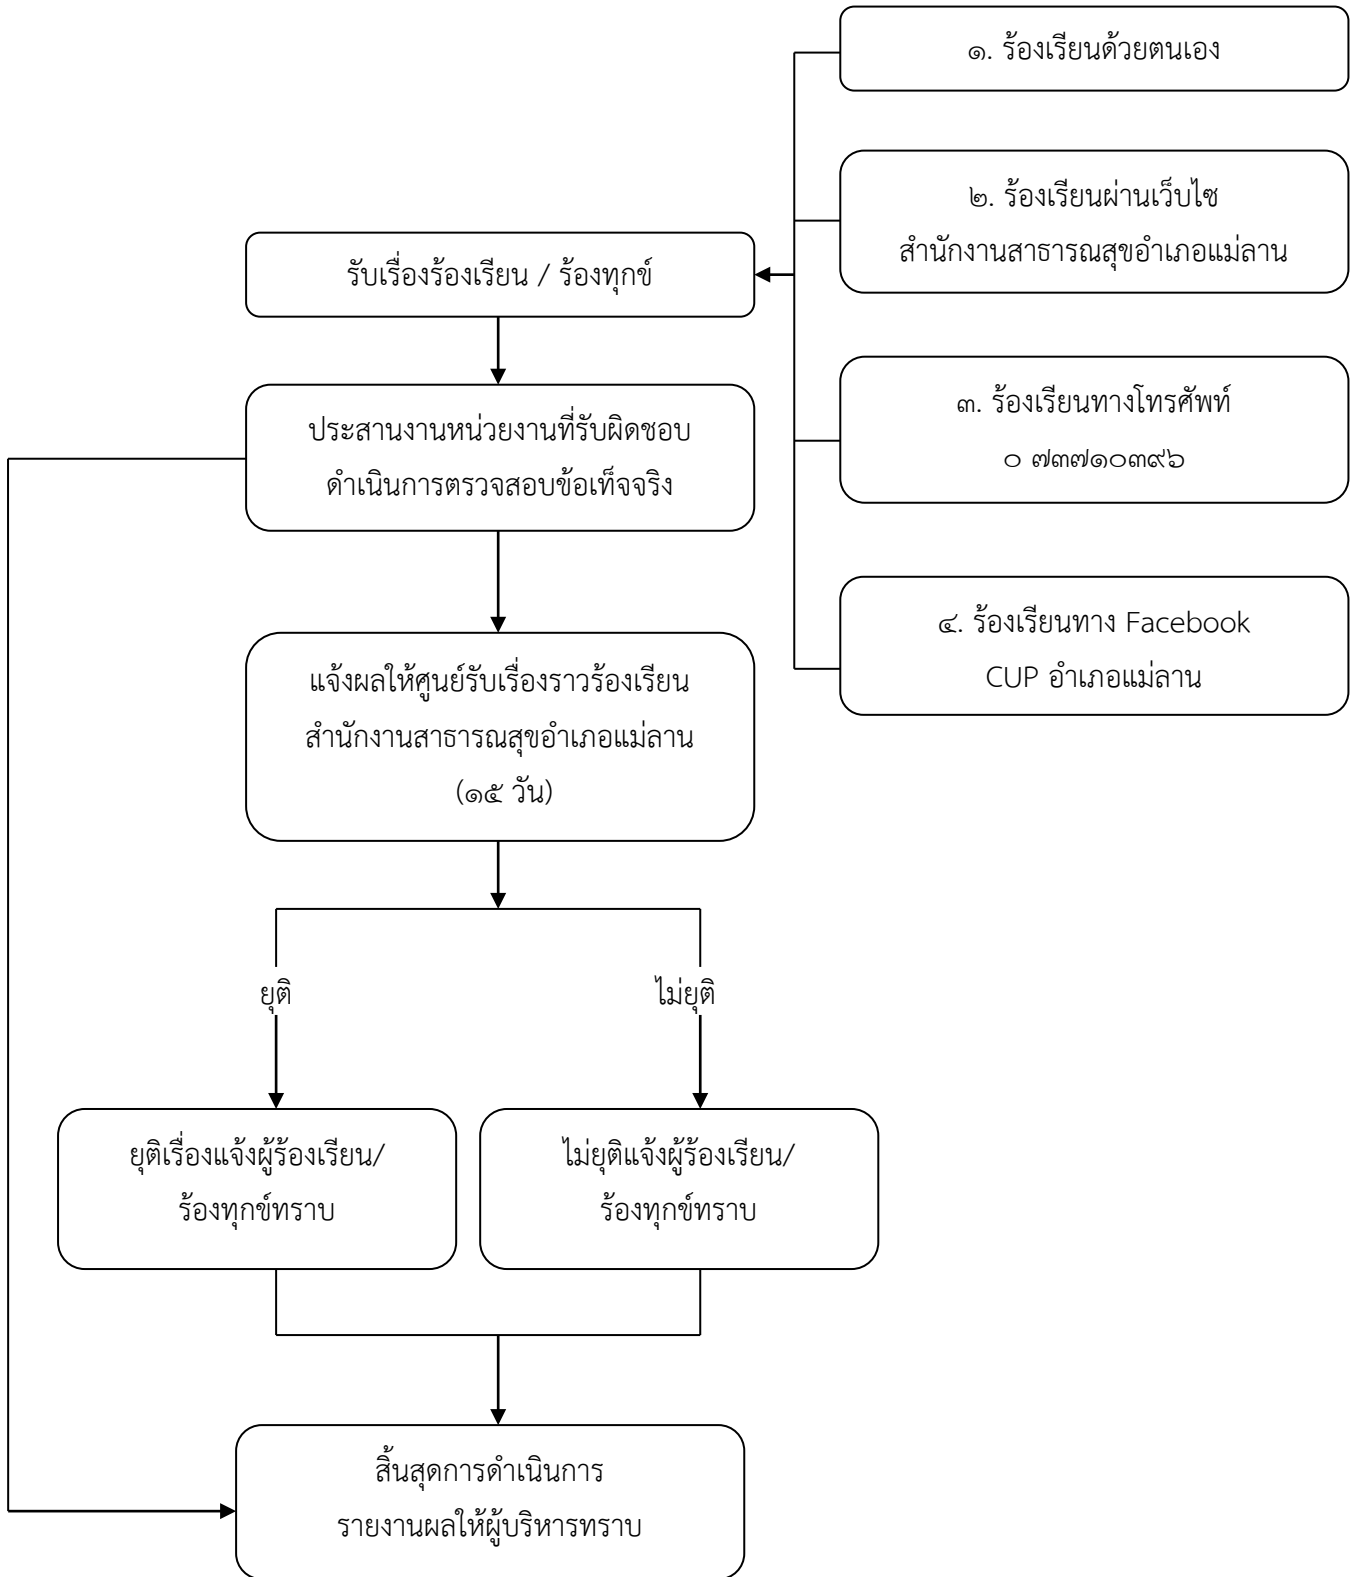 ๑. ร้องเรียนด้วยตนเอง
๒. ร้องเรียนผ่านเว็บไซ
สำนักงานสาธารณสุขอำเภอแม่ลาน
รับเรื่องร้องเรียน / ร้องทุกข์
๓. ร้องเรียนทางโทรศัพท์
๐ ๗๓๗๑๐๓๙๖
ประสานงานหน่วยงานที่รับผิดชอบ
ดำเนินการตรวจสอบข้อเท็จจริง
๔. ร้องเรียนทาง Facebook
CUP อำเภอแม่ลาน
แจ้งผลให้ศูนย์รับเรื่องราวร้องเรียน
สำนักงานสาธารณสุขอำเภอแม่ลาน
(๑๕ วัน)
ยุติ
ไม่ยุติ
ยุติเรื่องแจ้งผู้ร้องเรียน/
ร้องทุกข์ทราบ
ไม่ยุติแจ้งผู้ร้องเรียน/
ร้องทุกข์ทราบ
สิ้นสุดการดำเนินการ
รายงานผลให้ผู้บริหารทราบ